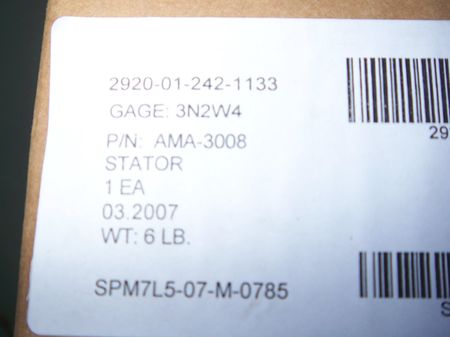 2920-01-242-1133
GAGE: 3N2W4
P/N: AMA-3008
STATOR
1 EA
03.2007
WT: 6 LB.
SPM7L5-07-M-0785
29
S